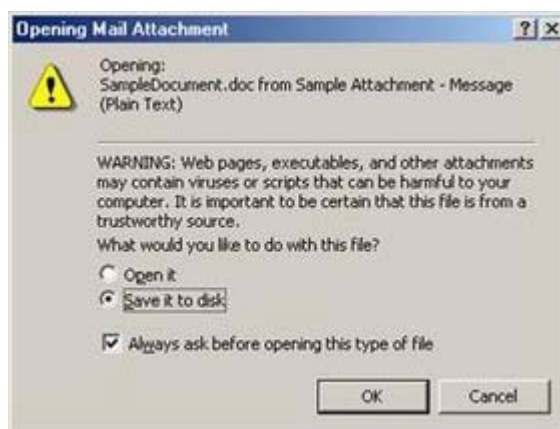 Opening Mail Attachment
Opening:
SampleDocument.doc from Sample Attachment - Message
(Plain Text)
WARNING: Web pages, executables, and other attachments
may contain viruses or scripts that can be harmful to your
computer. It is important to be certain that this file is from a
trustworthy source.
What would you like to do with this file?
Open it
Save it to disk
Always ask before opening this type of file
OK
Cancel